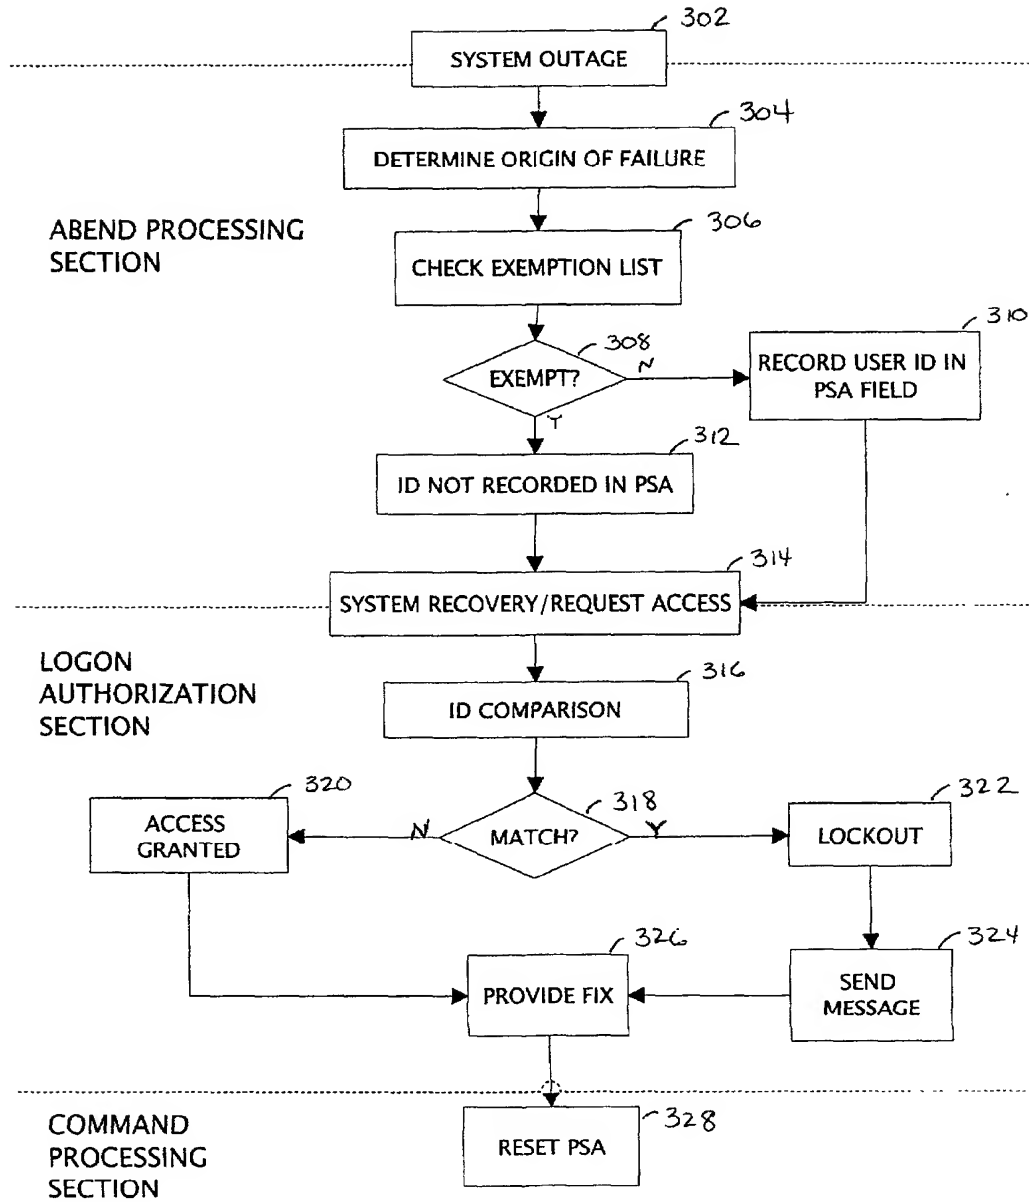 302
SYSTEM OUTAGE
304
DETERMINE ORIGIN OF FAILURE
ABEND PROCESSING
SECTION
306
CHECK EXEMPTION LIST
308
EXEMPT?
N
Y
310
RECORD USER ID IN
PSA FIELD
312
ID NOT RECORDED IN PSA
314
SYSTEM RECOVERY/REQUEST ACCESS
LOGON
AUTHORIZATION
SECTION
316
ID COMPARISON
318
MATCH?
N
Y
320
ACCESS
GRANTED
322
LOCKOUT
324
SEND
MESSAGE
326
PROVIDE FIX
COMMAND
PROCESSING
SECTION
328
RESET PSA